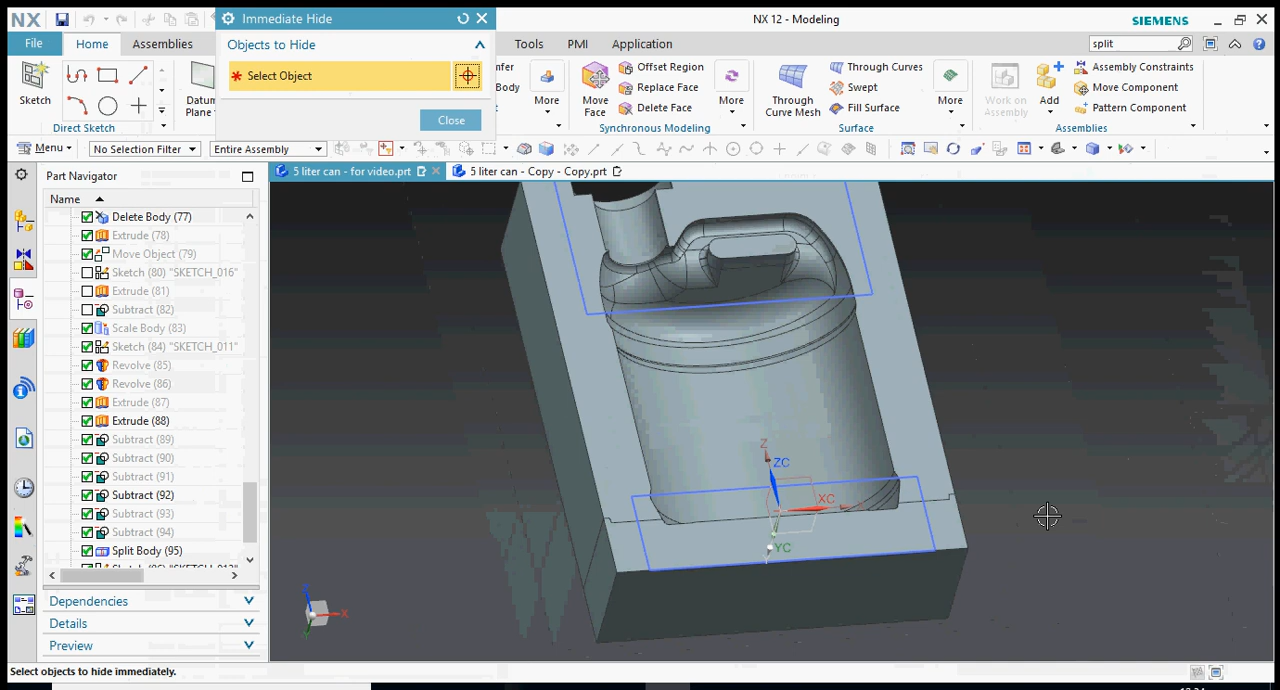 NX
Immediate Hide
NX 12 - Modeling
SIEMENS
File
Home
Assemblies
Objects to Hide
Tools
PMI
Application
split
Select Object
Close
Sketch
Direct Sketch
Datum
Plane
More
Move
Face
Offset Region
Replace Face
Delete Face
More
Synchronous Modeling
Through
Curve Mesh
Through Curves
Swept
Fill Surface
More
Surface
Work on
Assembly
Add
Assembly Constraints
Move Component
Pattern Component
Assemblies
Menu
No Selection Filter
Entire Assembly
Part Navigator
5 liter can - for video.prt
5 liter can - Copy - Copy.prt
Name
Delete Body (77)
Extrude (78)
Move Object (79)
Sketch (80) "SKETCH_016"
Extrude (81)
Subtract (82)
Scale Body (83)
Sketch (84) "SKETCH_011"
Revolve (85)
Revolve (86)
Extrude (87)
Extrude (88)
Subtract (89)
Subtract (90)
Subtract (91)
Subtract (92)
Subtract (93)
Subtract (94)
Split Body (95)
Dependencies
Details
Preview
Z
ZC
XC
YC
X
Select objects to hide immediately.